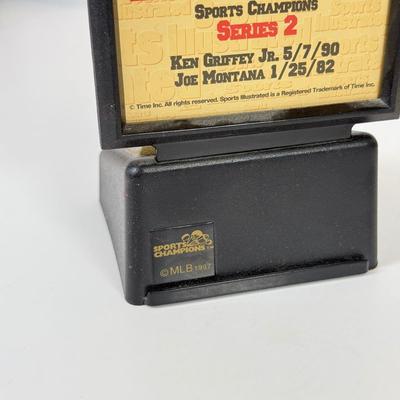 Sports Champions
Series 2
Ken Griffey Jr. 5/7/90
Joe Montana 1/25/82
© Time Inc. All rights reserved. Sports Illustrated is a Registered Trademark of Time Inc.
SPORTS
CHAMPIONS
© MLB 1997